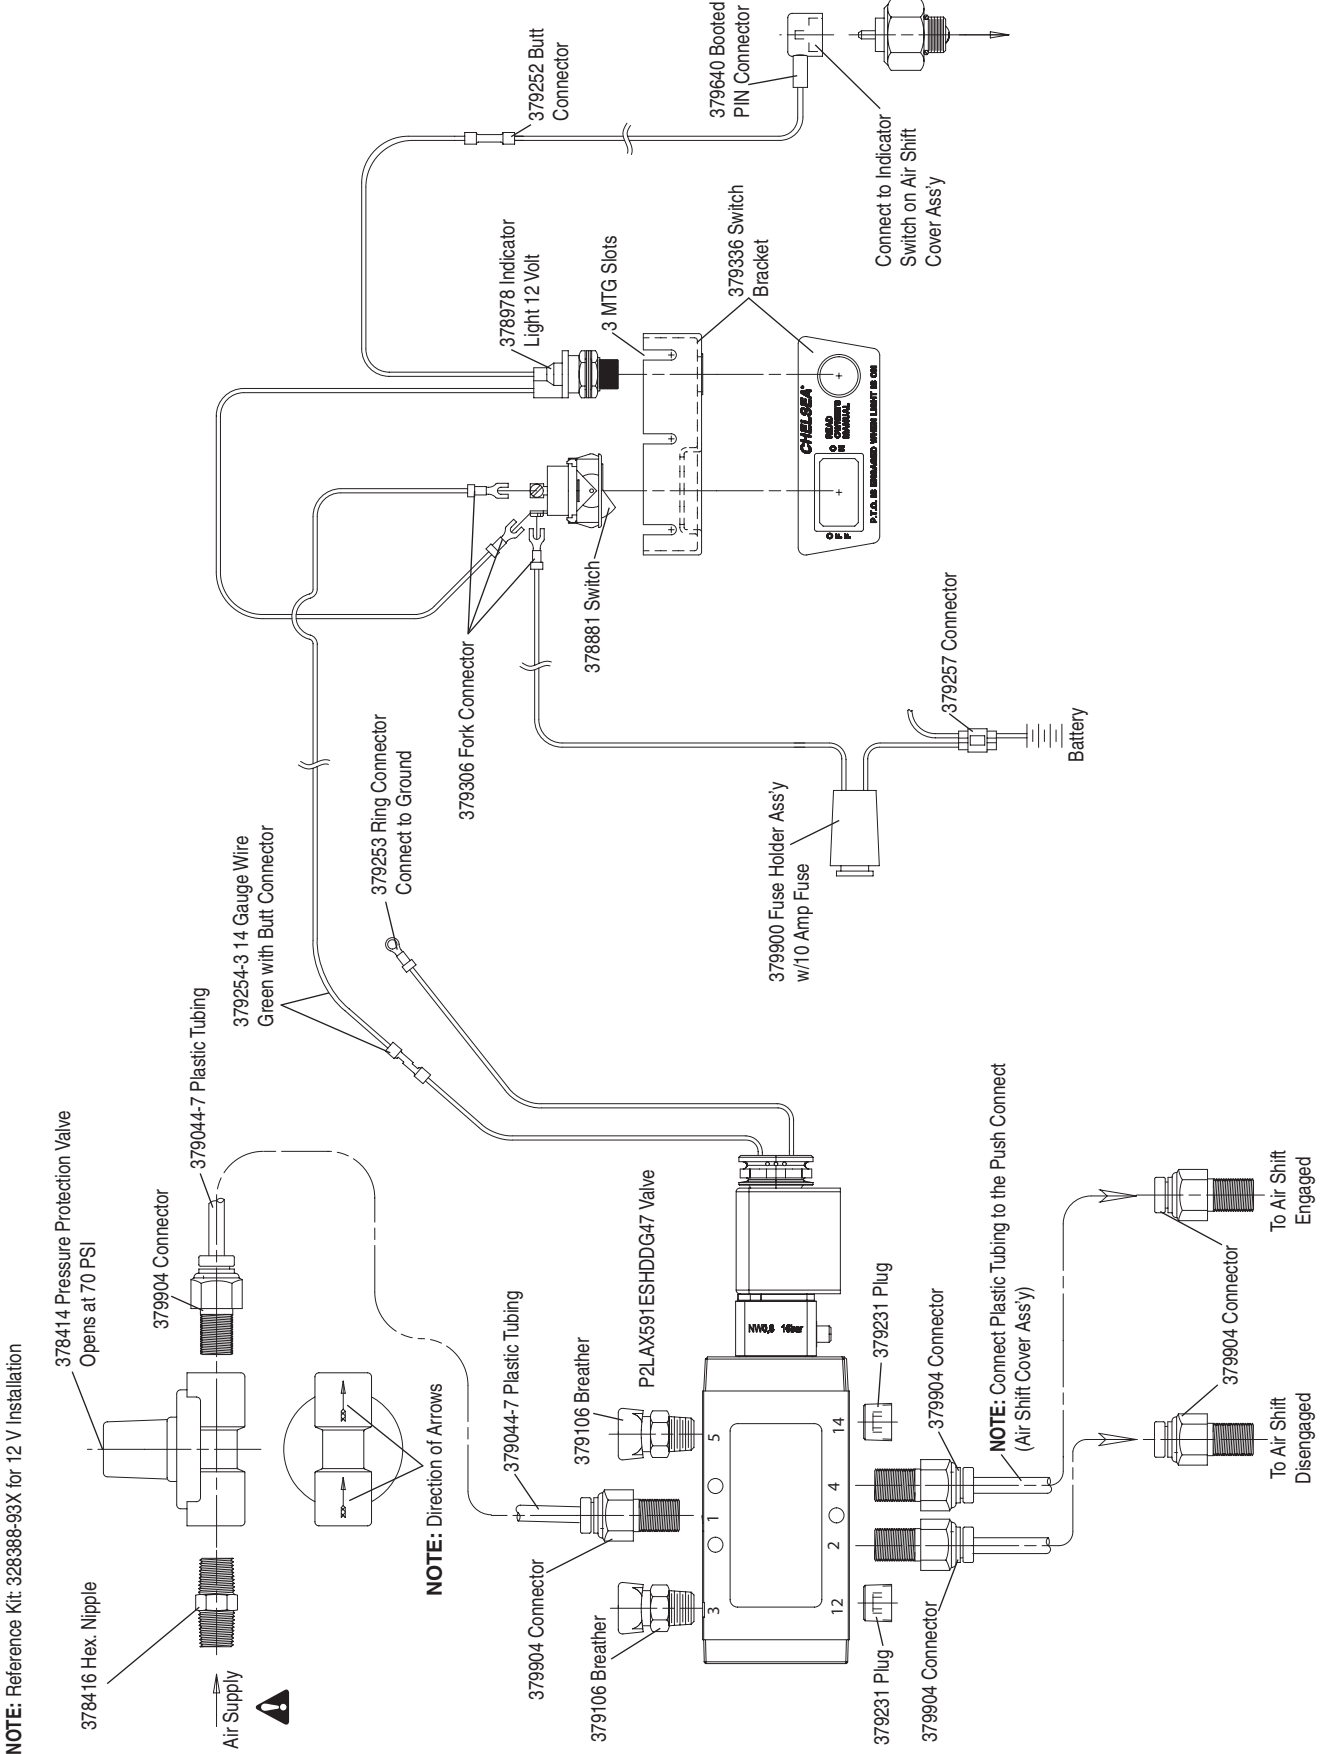 NOTE: Reference Kit: 328388-93X for 12 V Installation
378416 Hex. Nipple
Air Supply
378414 Pressure Protection Valve
Opens at 70 PSI
379904 Connector
379044-7 Plastic Tubing
NOTE: Direction of Arrows
379254-3 14 Gauge Wire
Green with Butt Connector
379253 Ring Connector
Connect to Ground
379306 Fork Connector
378881 Switch
378978 Indicator
Light 12 Volt
3 MTG Slots
379252 Butt
Connector
379640 Booted
PIN Connector
379336 Switch
Bracket
Connect to Indicator
Switch on Air Shift
Cover Ass'y
CHELSEA®
OFF
ON
READ
OWNER'S
MANUAL
P.T.O. IS ENGAGED WHEN LIGHT IS ON
379900 Fuse Holder Ass'y
w/10 Amp Fuse
379257 Connector
Battery
379044-7 Plastic Tubing
379904 Connector
379106 Breather
379106 Breather
P2LAX591ESHDDG47 Valve
NW0,8 16bar
3
1
5
12
2
4
14
379231 Plug
379231 Plug
379904 Connector
379904 Connector
NOTE: Connect Plastic Tubing to the Push Connect
(Air Shift Cover Ass'y)
379904 Connector
To Air Shift
Disengaged
To Air Shift
Engaged